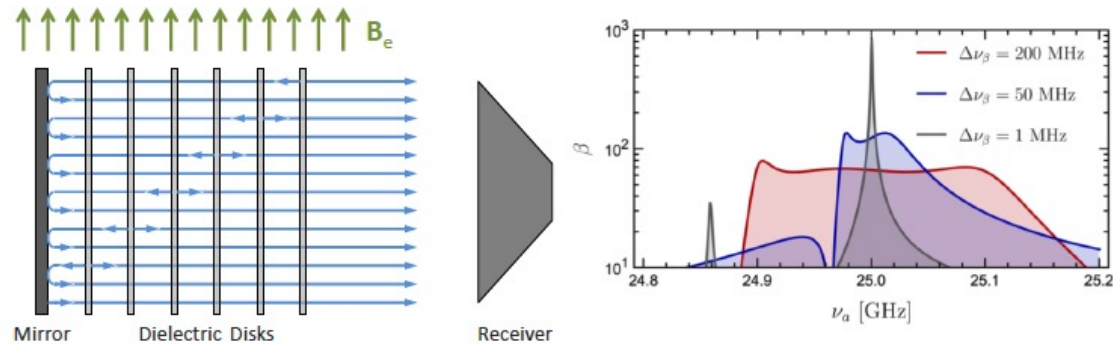 B_e
Mirror
Dielectric Disks
Receiver
10^3
10^2
10^1
β
Δν_β = 200 MHz
Δν_β = 50 MHz
Δν_β = 1 MHz
24.8 24.9 25.0 25.1 25.2
ν_a [GHz]